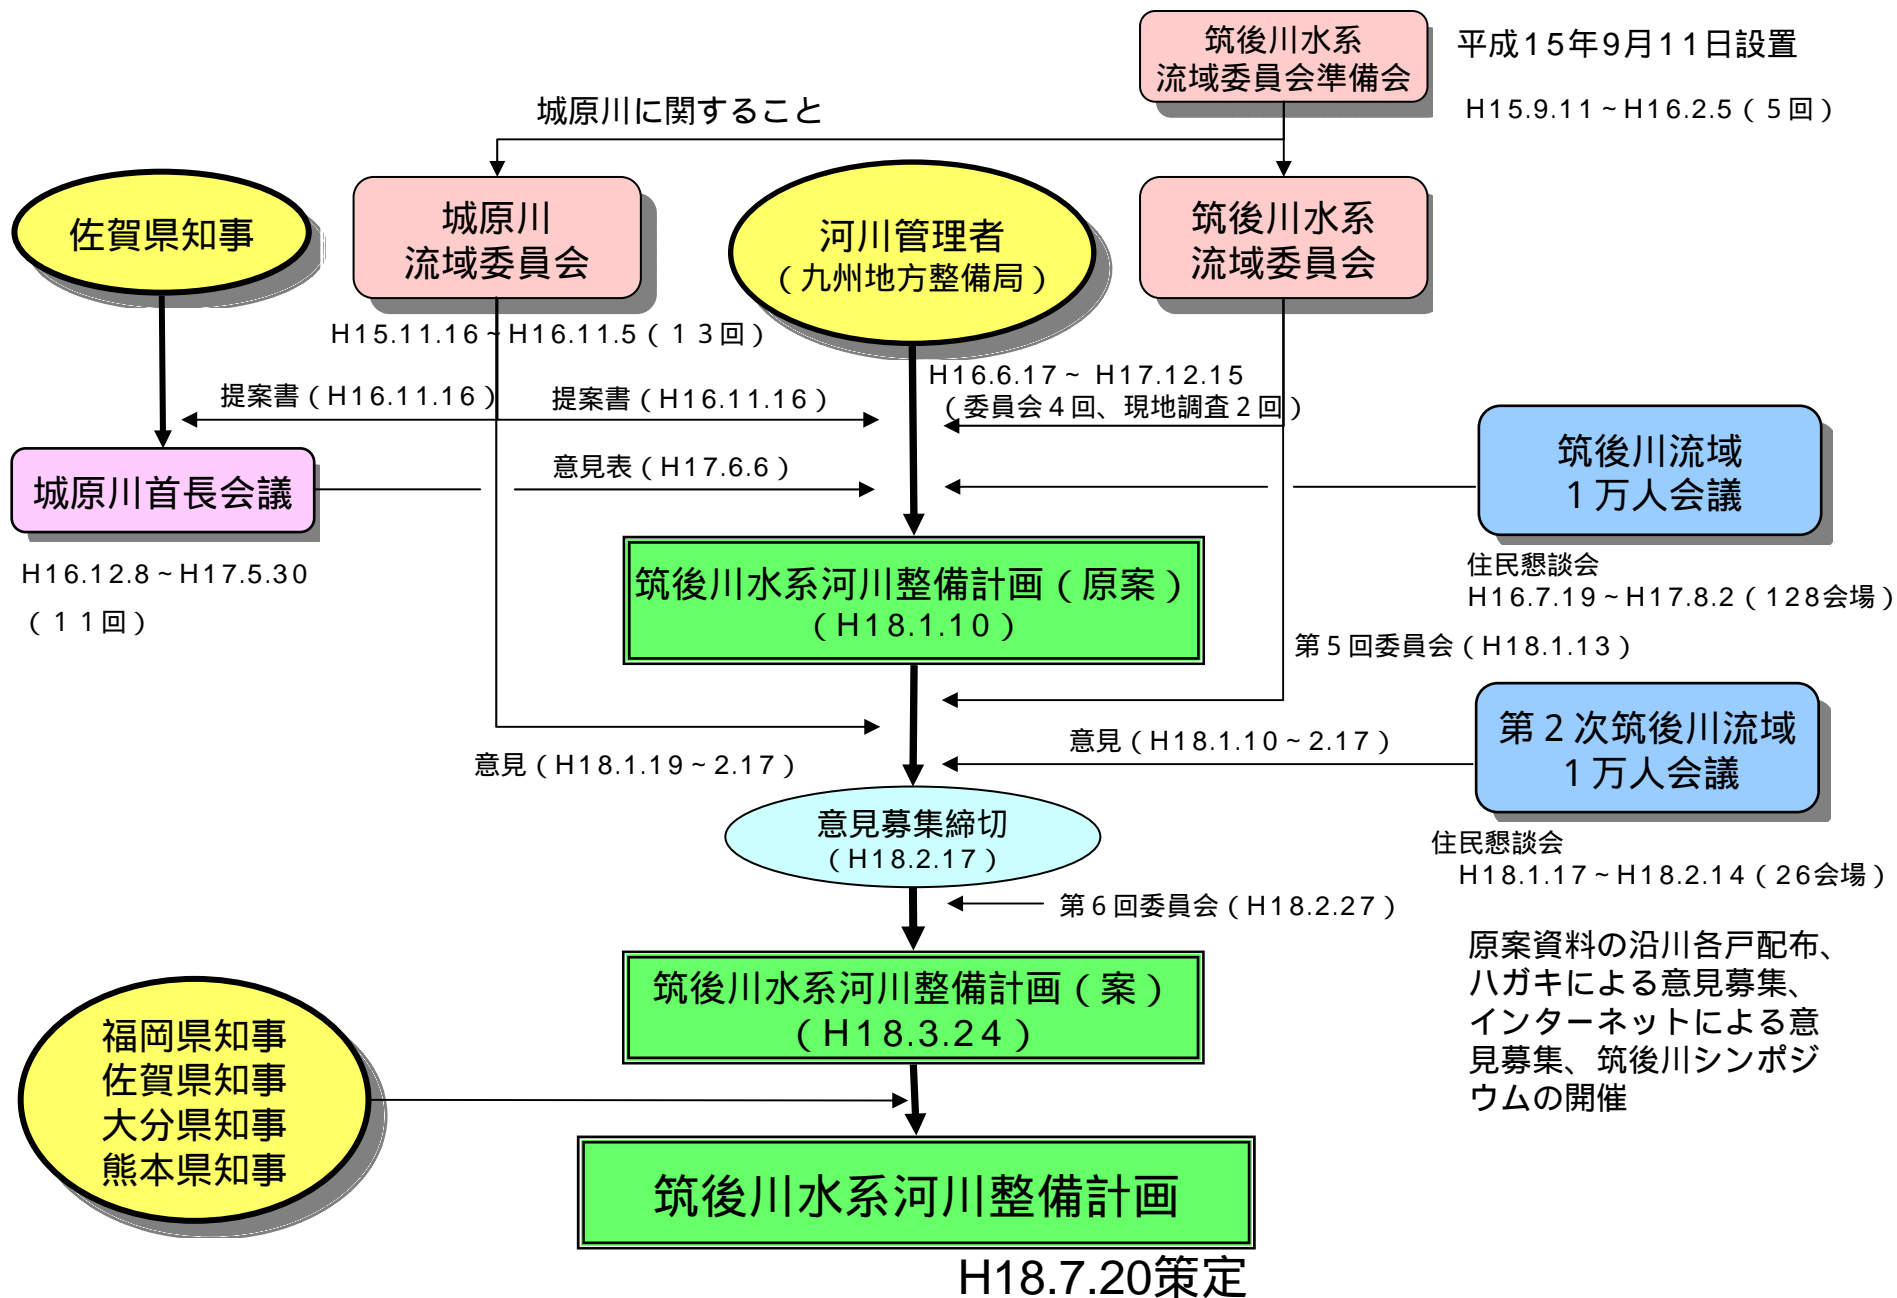 筑後川水系
流域委員会準備会
平成15年9月11日設置
H15.9.11~H16.2.5(5回)
城原川に関すること
佐賀県知事
城原川
流域委員会
河川管理者
(九州地方整備局)
筑後川水系
流域委員会
H15.11.16~H16.11.5(13回)
H16.6.17~ H17.12.15
(委員会4回、現地調査2回)
提案書(H16.11.16)
提案書(H16.11.16)
城原川首長会議
意見表(H17.6.6)
筑後川流域
1万人会議
H16.12.8~H17.5.30
(11回)
住民懇談会
H16.7.19~H17.8.2(128会場)
筑後川水系河川整備計画(原案)
(H18.1.10)
第5回委員会(H18.1.13)
第2次筑後川流域
1万人会議
意見(H18.1.10~2.17)
意見(H18.1.19~2.17)
意見募集締切
(H18.2.17)
住民懇談会
H18.1.17~H18.2.14(26会場)
第6回委員会(H18.2.27)
原案資料の沿川各戸配布、
ハガキによる意見募集、
インターネットによる意
見募集、筑後川シンポジ
ウムの開催
筑後川水系河川整備計画(案)
(H18.3.24)
福岡県知事
佐賀県知事
大分県知事
熊本県知事
筑後川水系河川整備計画
H18.7.20策定